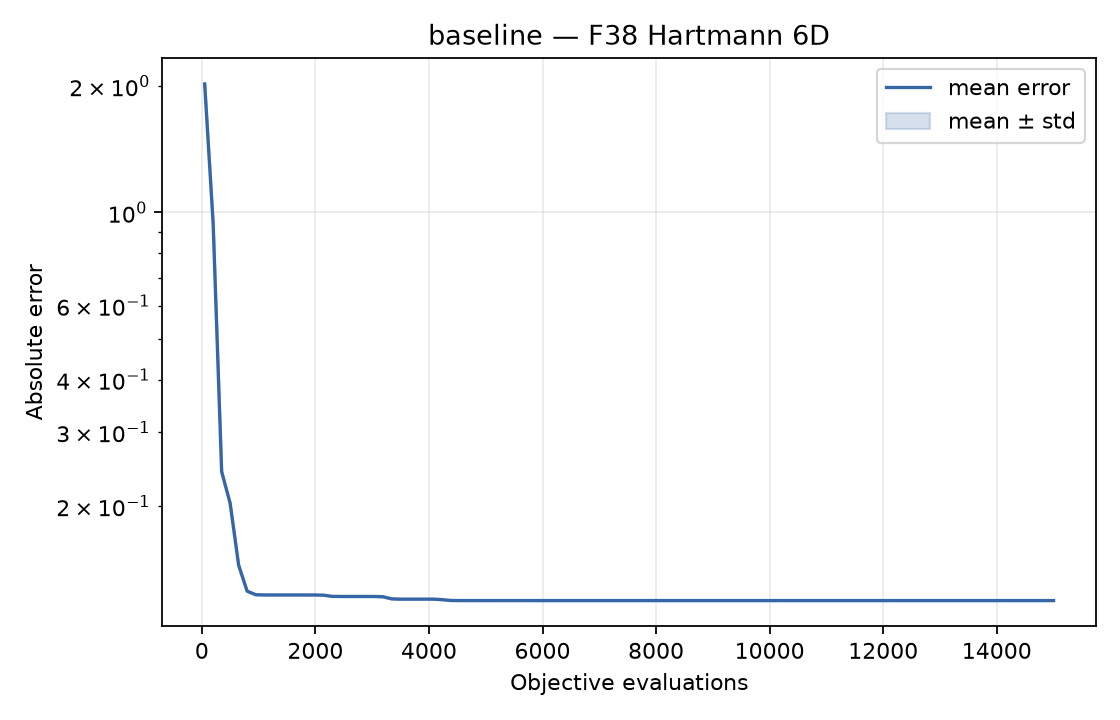 baseline — F38 Hartmann 6D
mean error
mean ± std
2 × 10⁰
10⁰
6 × 10⁻¹
4 × 10⁻¹
3 × 10⁻¹
2 × 10⁻¹
Absolute error
0 2000 4000 6000 8000 10000 12000 14000
Objective evaluations